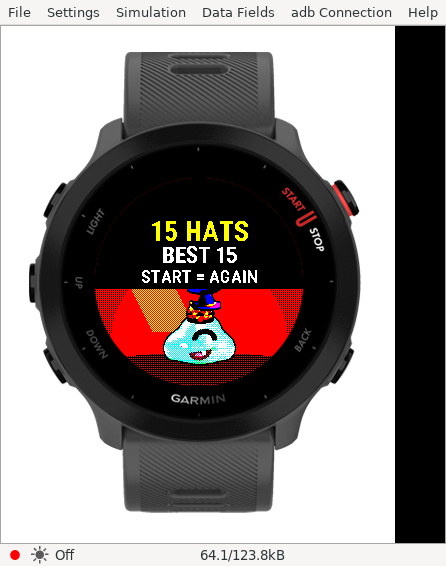 File Settings Simulation Data Fields adb Connection Help
LIGHT
START
STOP
UP
15 HATS
BEST 15
START = AGAIN
DOWN
BACK
GARMIN
Off 64.1/123.8kB